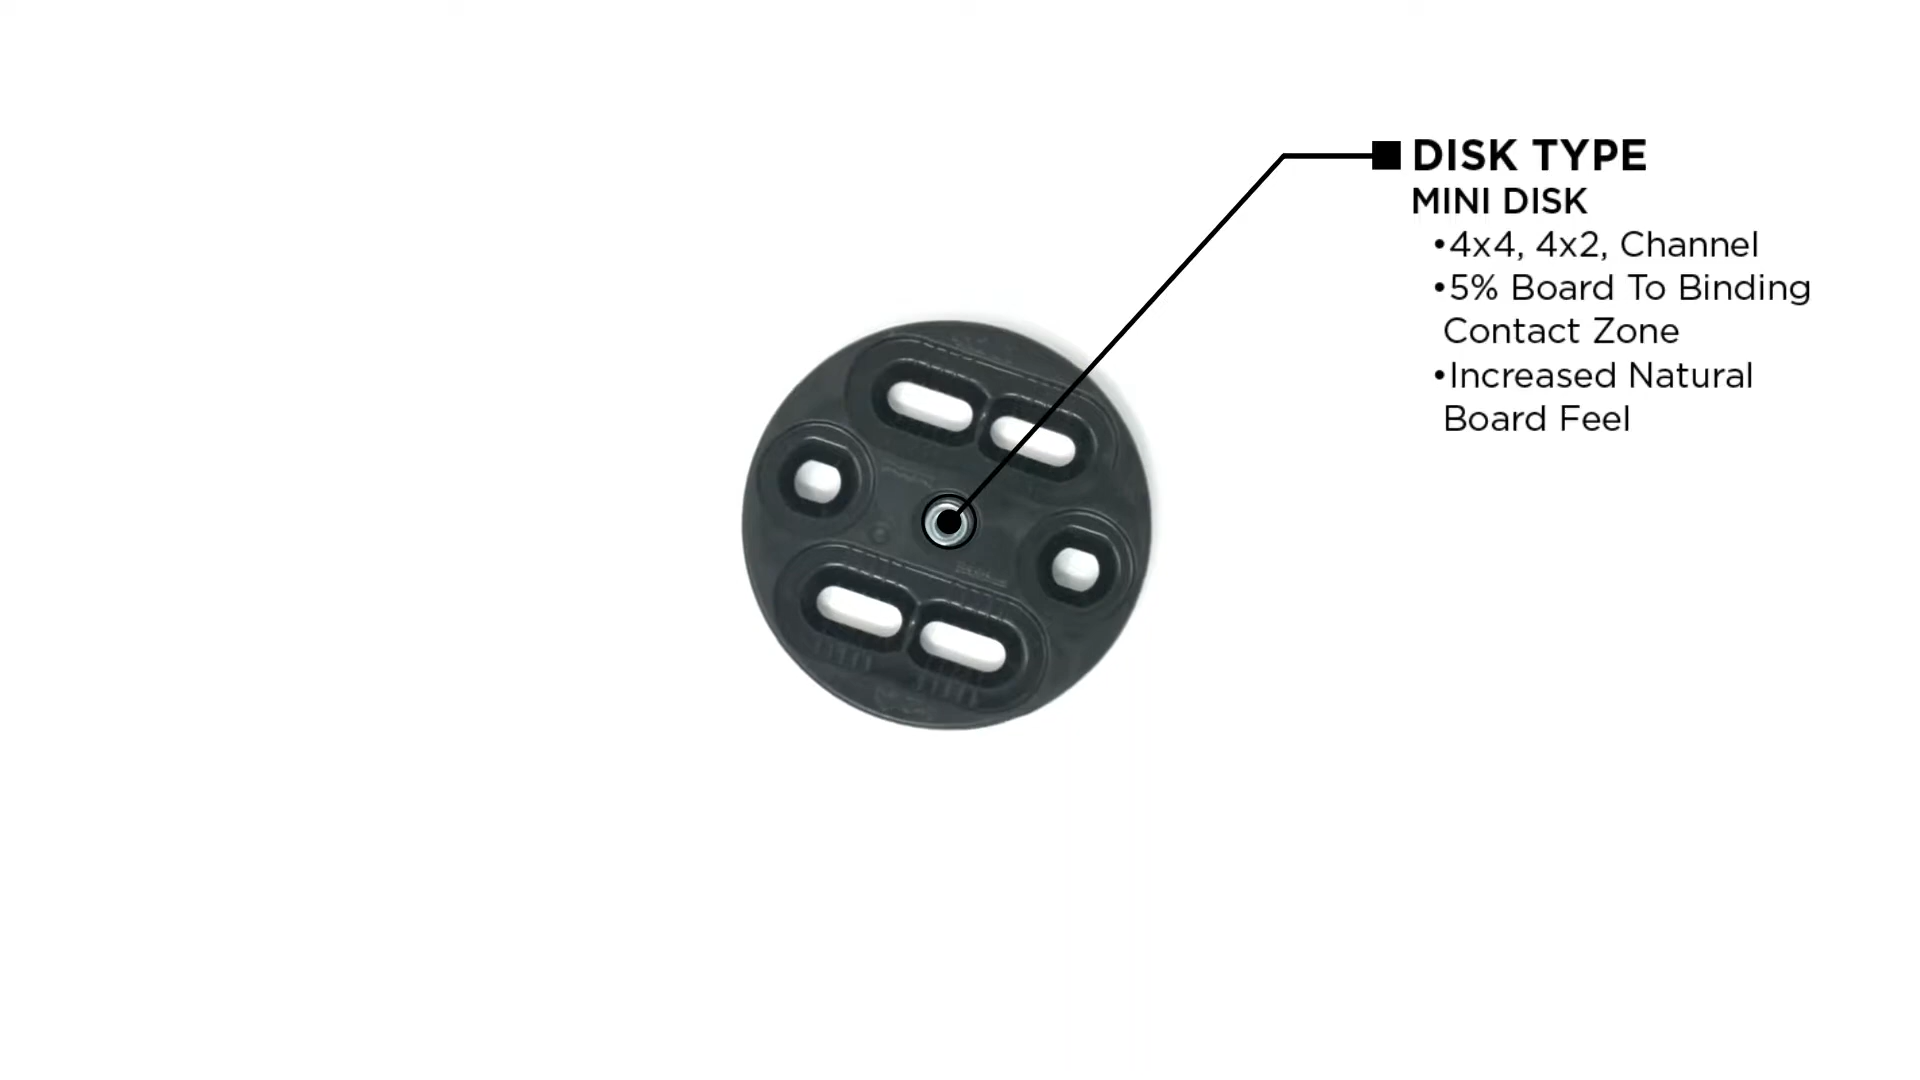 DISK TYPE
MINI DISK
•4x4, 4x2, Channel
•5% Board To Binding
Contact Zone
•Increased Natural
Board Feel